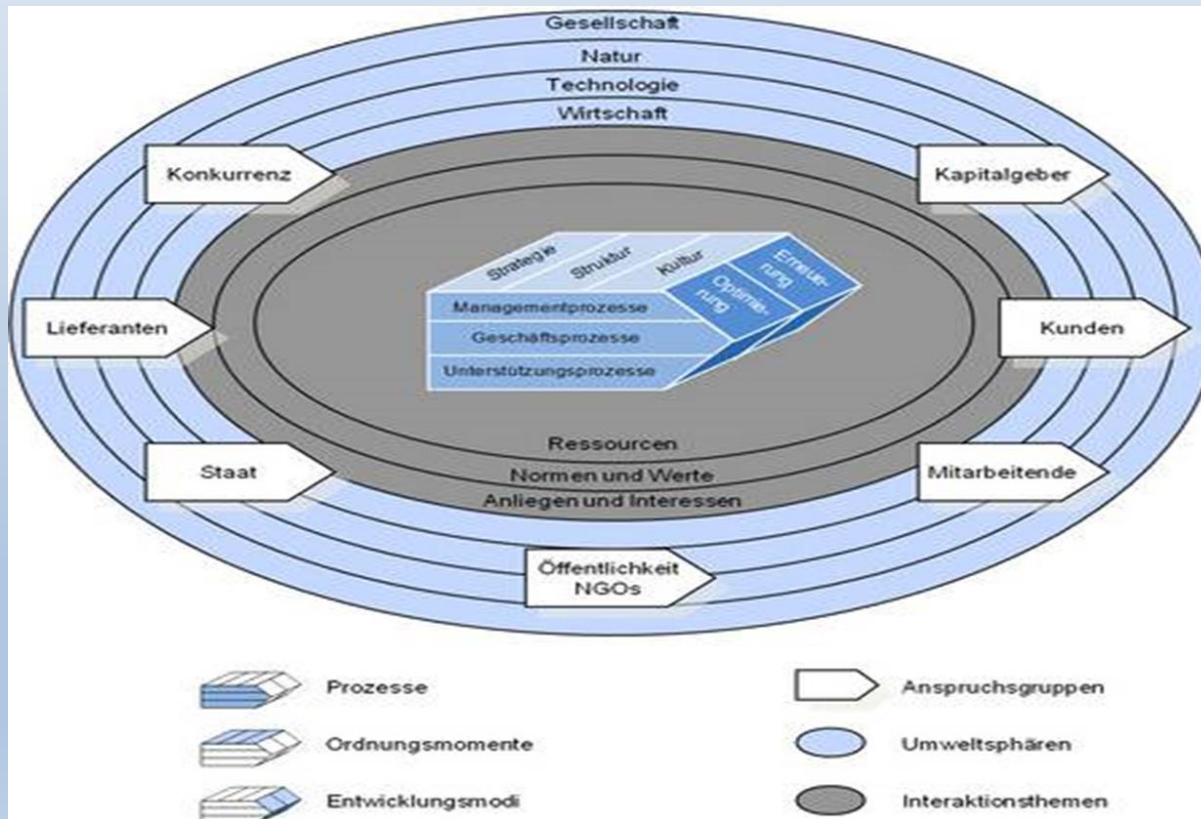 Gesellschaft
Natur
Technologie
Wirtschaft
Konkurrenz
Kapitalgeber
Strategie
Struktur
Kultur
Erneue-
rung
Optimie-
rung
Managementprozesse
Geschäftsprozesse
Unterstützungsprozesse
Lieferanten
Kunden
Ressourcen
Normen und Werte
Anliegen und Interessen
Staat
Mitarbeitende
Öffentlichkeit
NGOs
Prozesse
Anspruchsgruppen
Ordnungsmomente
Umweltsphären
Entwicklungsmodi
Interaktionsthemen